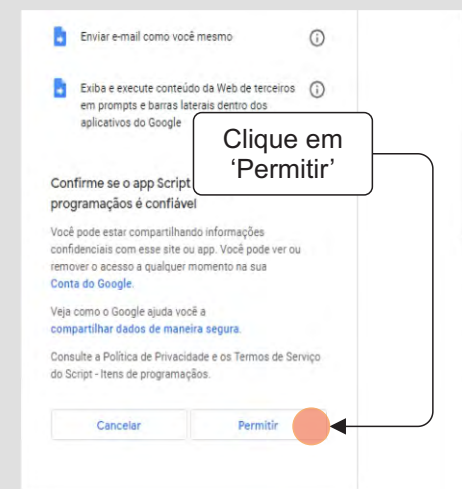 Enviar e-mail como você mesmo
Exiba e execute conteúdo da Web de terceiros
em prompts e barras laterais dentro dos
aplicativos do Google
Clique em
‘Permitir’
Confirme se o app Script
programaçãos é confiável
Você pode estar compartilhando informações
confidenciais com esse site ou app. Você pode ver ou
remover o acesso a qualquer momento na sua
Conta do Google.
Veja como o Google ajuda você a
compartilhar dados de maneira segura.
Consulte a Política de Privacidade e os Termos de Serviço
do Script - Itens de programaçãos.
Cancelar
Permitir